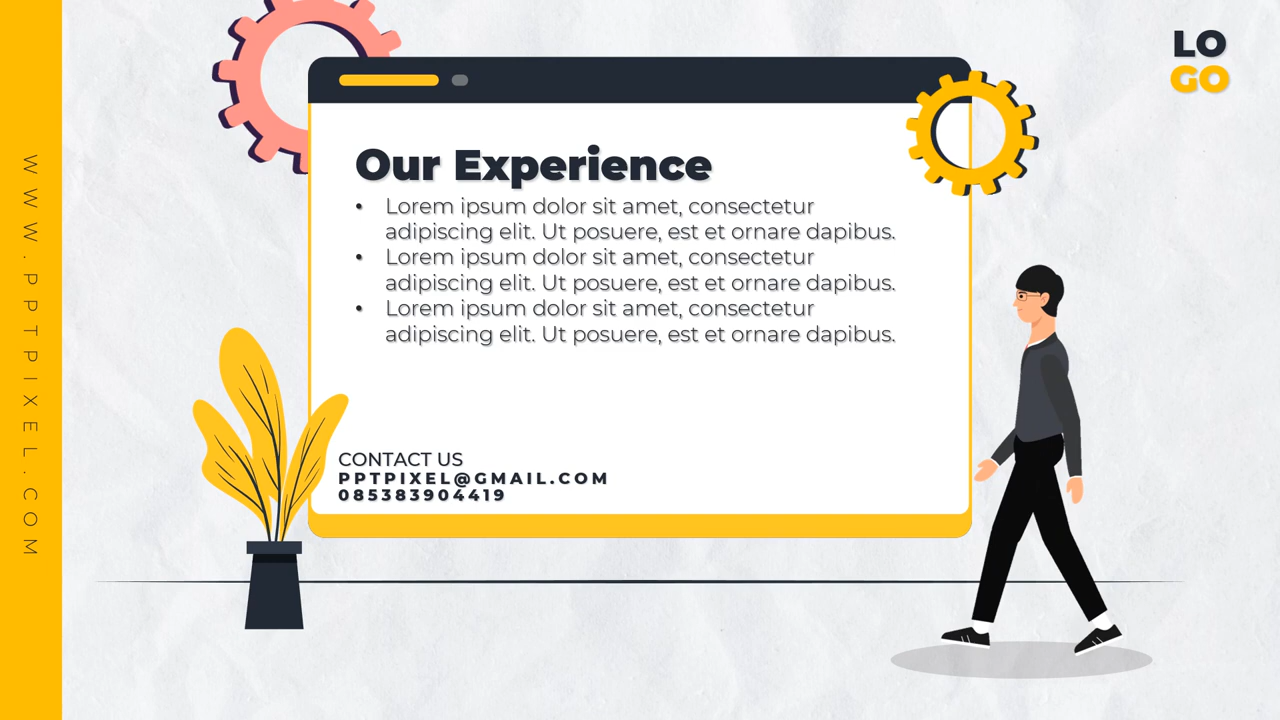 WWW.PPTPIXEL.COM
LO
GO
Our Experience
• Lorem ipsum dolor sit amet, consectetur
adipiscing elit. Ut posuere, est et ornare dapibus.
• Lorem ipsum dolor sit amet, consectetur
adipiscing elit. Ut posuere, est et ornare dapibus.
• Lorem ipsum dolor sit amet, consectetur
adipiscing elit. Ut posuere, est et ornare dapibus.
CONTACT US
PPTPIXEL@GMAIL.COM
085383904419